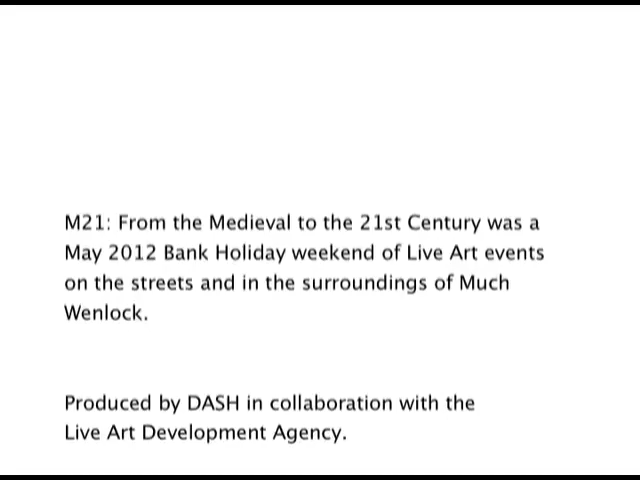 M21: From the Medieval to the 21st Century was a
May 2012 Bank Holiday weekend of Live Art events
on the streets and in the surroundings of Much
Wenlock.
Produced by DASH in collaboration with the
Live Art Development Agency.